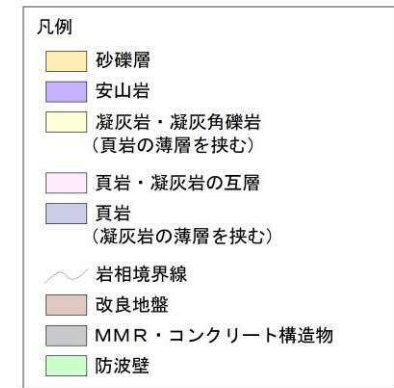 凡例
砂礫層
安山岩
凝灰岩・凝灰角礫岩
(頁岩の薄層を挟む)
頁岩・凝灰岩の互層
頁岩
(凝灰岩の薄層を挟む)
岩相境界線
改良地盤
MMR・コンクリート構造物
防波壁